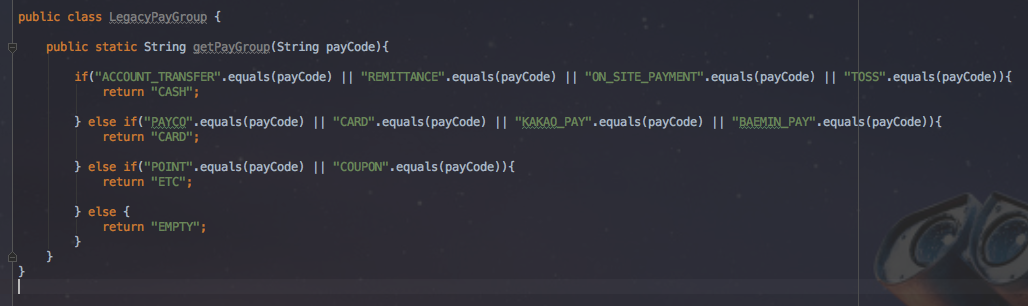 public class LegacyPayGroup {
public static String getPayGroup(String payCode){
if("ACCOUNT_TRANSFER".equals(payCode) || "REMITTANCE".equals(payCode) || "ON_SITE_PAYMENT".equals(payCode) || "TOSS".equals(payCode)){
return "CASH";
} else if("PAYCO".equals(payCode) || "CARD".equals(payCode) || "KAKAO_PAY".equals(payCode) || "BAEMIN_PAY".equals(payCode)){
return "CARD";
} else if("POINT".equals(payCode) || "COUPON".equals(payCode)){
return "ETC";
} else {
return "EMPTY";
}
}
}